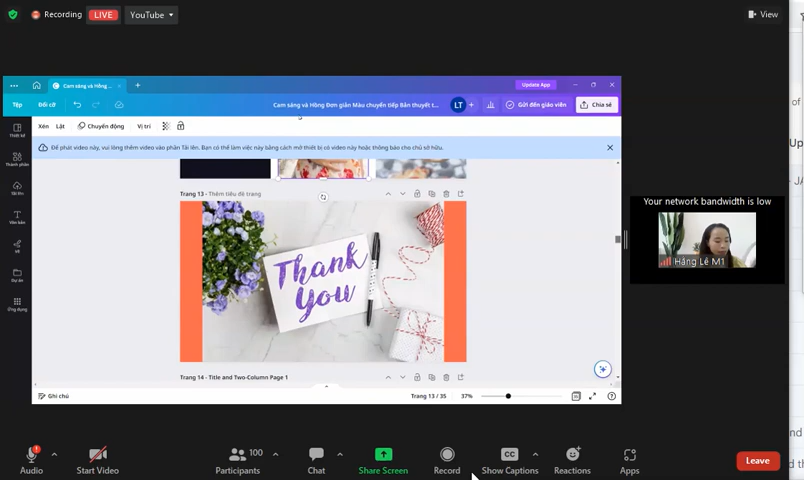 Recording
LIVE
YouTube
View
Cam sáng và Hồng ...
Update App
Tệp
Đổi cỡ
Cam sáng và Hồng Đơn giản Màu chuyển tiếp Bản thuyết t...
LT
Gửi đến giáo viên
Chia sẻ
Xén
Lật
Chuyển động
Vị trí
Để phát video này, vui lòng thêm video vào phần Tải lên. Bạn có thể làm việc này bằng cách mở thiết bị có video này hoặc thông báo cho chủ sở hữu.
Thiết kế
Thành phần
Tải lên
Văn bản
Vẽ
Dự án
Ứng dụng
Trang 13 - Thêm tiêu đề trang
Thank
You
Trang 14 - Title and Two-Column Page 1
Ghi chú
Trang 13 / 35
37%
Your network bandwidth is low
Hằng Lê M1
of
Up
JA
nd
d th
Audio
Start Video
100
Participants
Chat
Share Screen
Record
CC
Show Captions
Reactions
Apps
Leave